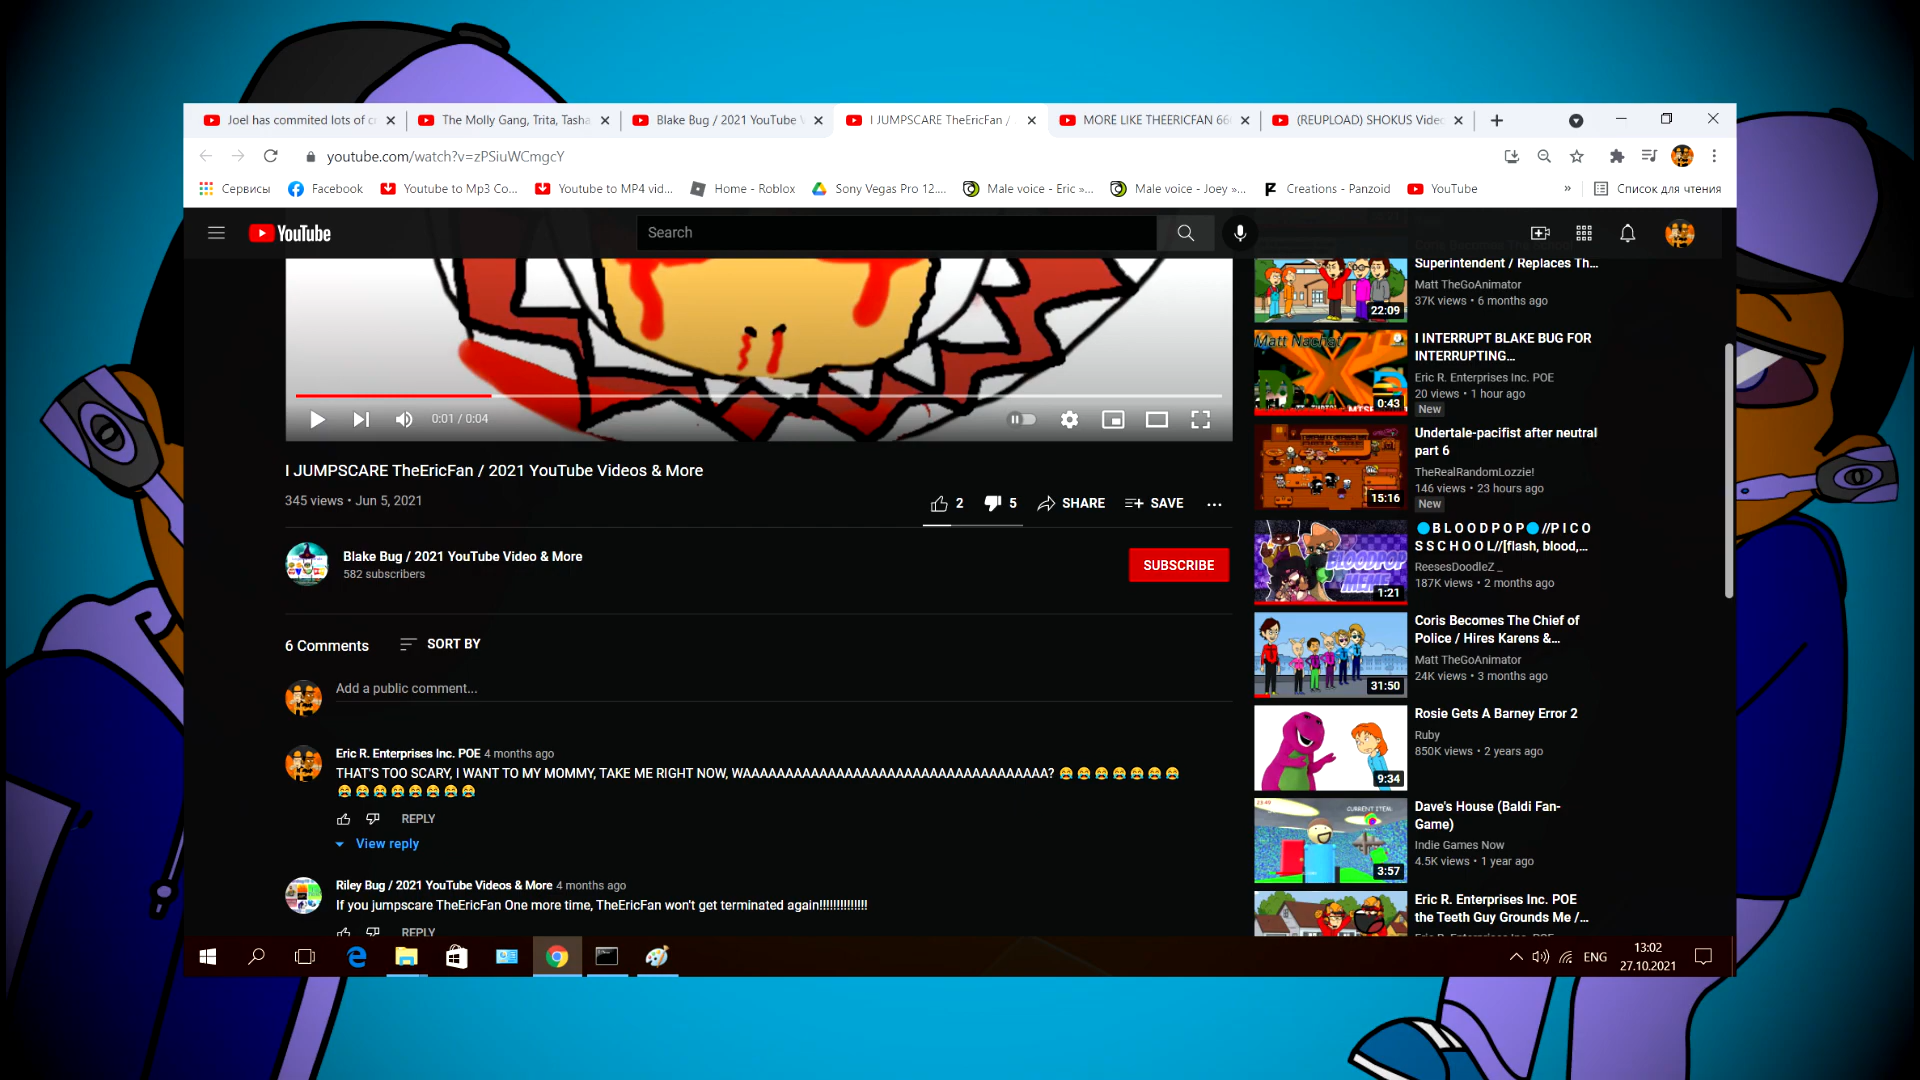 Joel has commited lots of c
The Molly Gang, Trita, Tasha,
Blake Bug / 2021 YouTube V
I JUMPSCARE TheEricFan / 
MORE LIKE THEERICFAN 66
(REUPLOAD) SHOKUS Video
youtube.com/watch?v=zPSiuWCmgcY
Сервисы
Facebook
Youtube to Mp3 Co...
Youtube to MP4 vid...
Home - Roblox
Sony Vegas Pro 12....
Male voice - Eric »...
Male voice - Joey »...
Creations - Panzoid
YouTube
»
Список для чтения
YouTube
Search
0:01 / 0:04
I JUMPSCARE TheEricFan / 2021 YouTube Videos & More
345 views • Jun 5, 2021
2
5
SHARE
SAVE
Blake Bug / 2021 YouTube Video & More
582 subscribers
SUBSCRIBE
6 Comments
SORT BY
Add a public comment...
Eric R. Enterprises Inc. POE 4 months ago
THAT'S TOO SCARY, I WANT TO MY MOMMY, TAKE ME RIGHT NOW, WAAAAAAAAAAAAAAAAAAAAAAAAAAAAAAAAAAAA? 😭😭😭😭😭😭😭
😭😭😭😭😭😭😭😭
REPLY
View reply
Riley Bug / 2021 YouTube Videos & More 4 months ago
If you jumpscare TheEricFan One more time, TheEricFan won't get terminated again!!!!!!!!!!!!!!
REPLY
Superintendent / Replaces Th...
Matt TheGoAnimator
37K views • 6 months ago
22:09
Matt Nachat
0:43
I INTERRUPT BLAKE BUG FOR
INTERRUPTING...
Eric R. Enterprises Inc. POE
20 views • 1 hour ago
New
15:16
Undertale-pacifist after neutral
part 6
TheRealRandomLozzie!
146 views • 23 hours ago
New
BLOODPOP
MEME
1:21
🔵B L O O D P O P🔵//P I C O
S S C H O O L//[flash, blood,...
ReesesDoodleZ _
187K views • 2 months ago
31:50
Coris Becomes The Chief of
Police / Hires Karens &...
Matt TheGoAnimator
24K views • 3 months ago
9:34
Rosie Gets A Barney Error 2
Ruby
850K views • 2 years ago
CURRENT ITEM:
3:57
Dave's House (Baldi Fan-
Game)
Indie Games Now
4.5K views • 1 year ago
Eric R. Enterprises Inc. POE
the Teeth Guy Grounds Me /...
ENG
13:02
27.10.2021